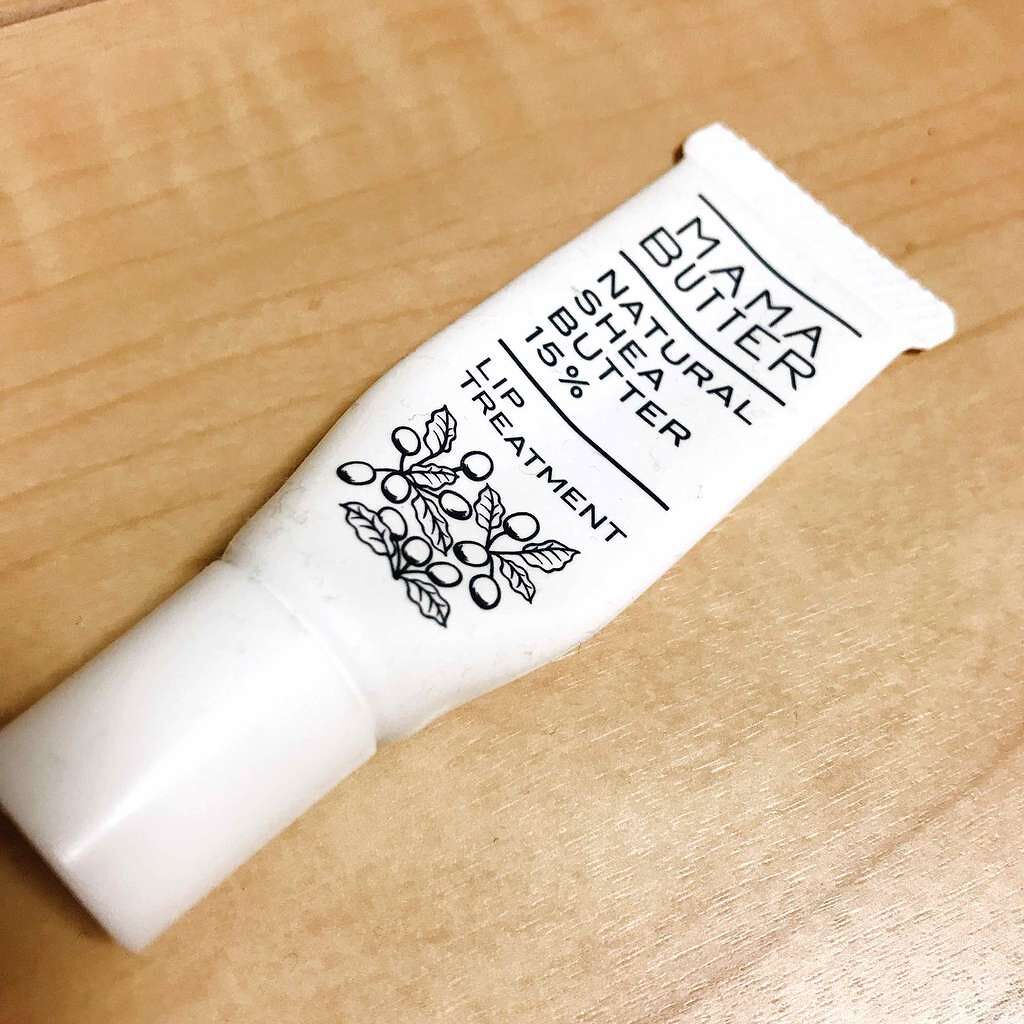 MAMA
BUTTER
NATURAL
SHEA
BUTTER
15%
LIP
TREATMENT